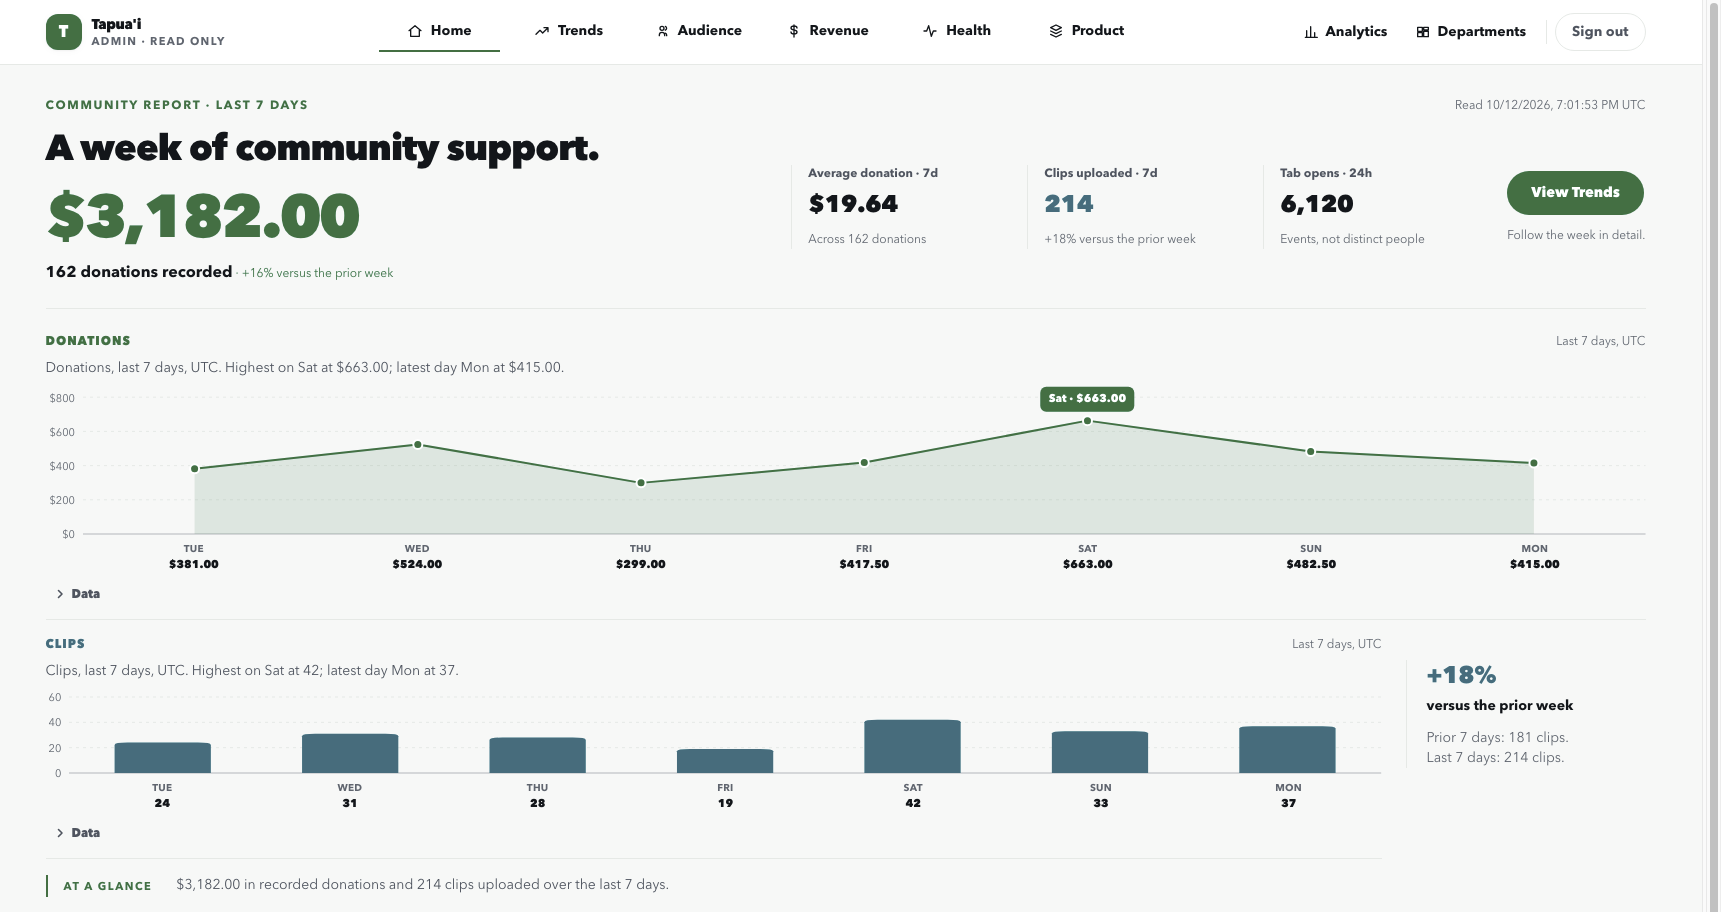 T
Tapua'i
ADMIN · READ ONLY
Home
Trends
Audience
Revenue
Health
Product
Analytics
Departments
Sign out
COMMUNITY REPORT · LAST 7 DAYS
Read 10/12/2026, 7:01:53 PM UTC
A week of community support.
$3,182.00
162 donations recorded · +16% versus the prior week
Average donation · 7d
$19.64
Across 162 donations
Clips uploaded · 7d
214
+18% versus the prior week
Tab opens · 24h
6,120
Events, not distinct people
View Trends
Follow the week in detail.
DONATIONS
Last 7 days, UTC
Donations, last 7 days, UTC. Highest on Sat at $663.00; latest day Mon at $415.00.
$800
$600
$400
$200
$0
Sat · $663.00
TUE
$381.00
WED
$524.00
THU
$299.00
FRI
$417.50
SAT
$663.00
SUN
$482.50
MON
$415.00
Data
CLIPS
Last 7 days, UTC
Clips, last 7 days, UTC. Highest on Sat at 42; latest day Mon at 37.
60
40
20
0
TUE
24
WED
31
THU
28
FRI
19
SAT
42
SUN
33
MON
37
+18%
versus the prior week
Prior 7 days: 181 clips.
Last 7 days: 214 clips.
Data
AT A GLANCE
$3,182.00 in recorded donations and 214 clips uploaded over the last 7 days.